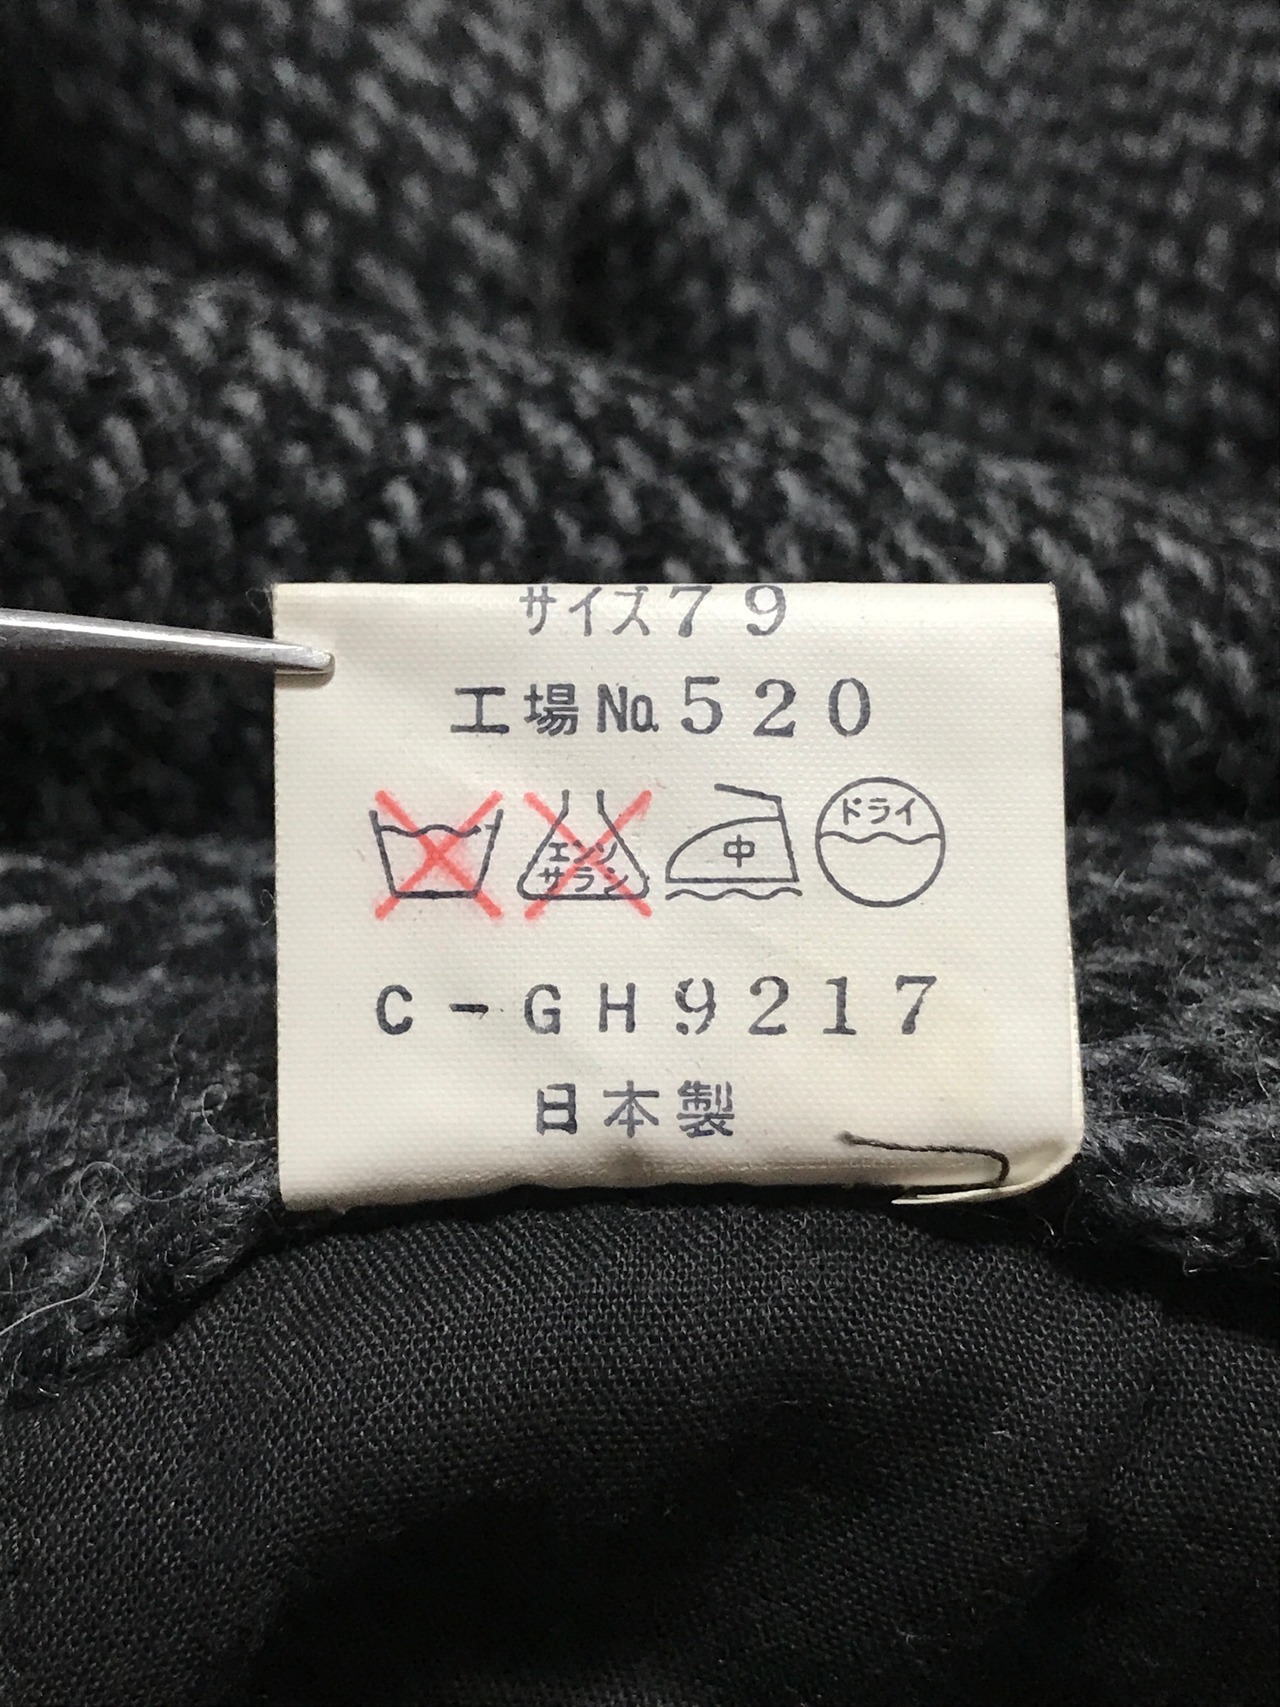 サイズ79
工場No.520
エンソ
サラシ
中
ドライ
C-GH9217
日本製